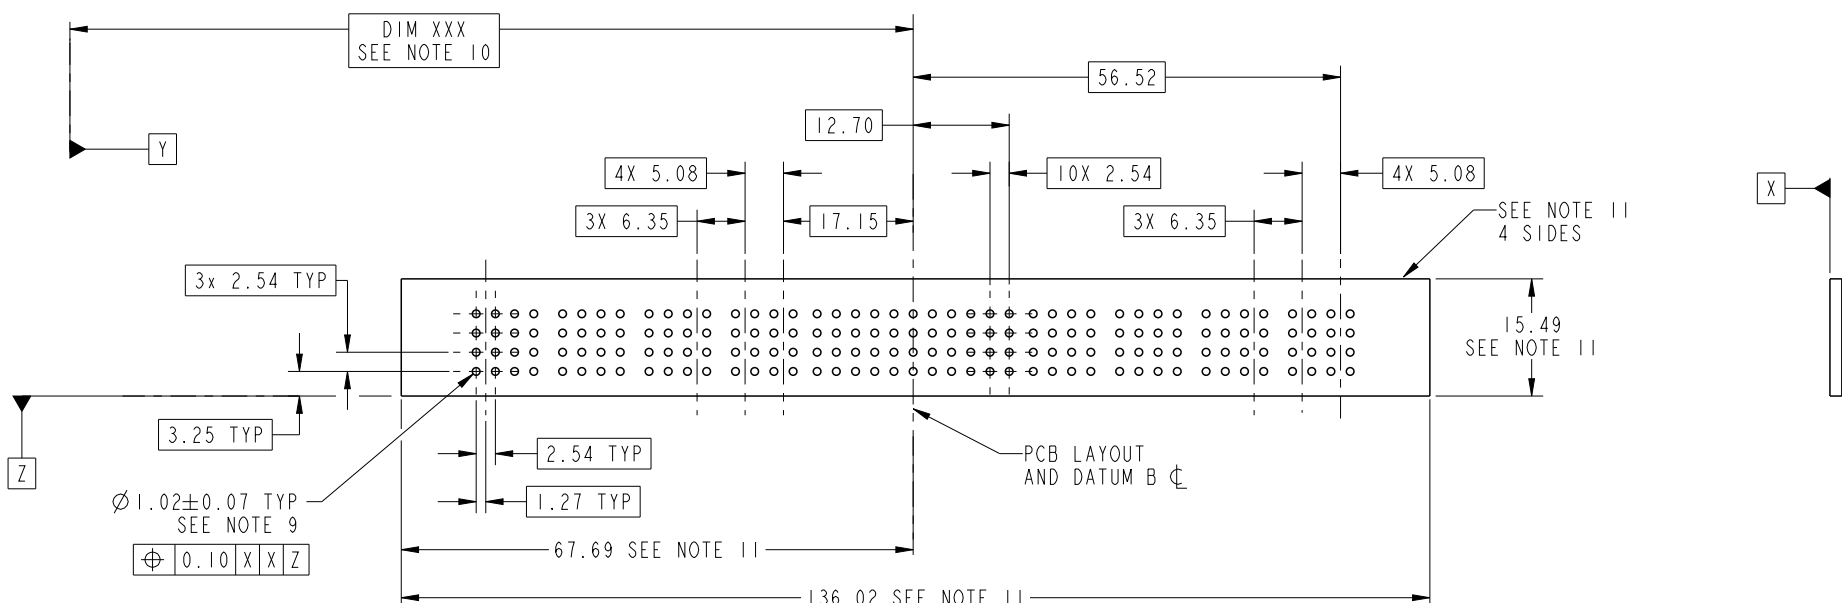 DIM XXX
SEE NOTE 10
56.52
12.70
Y
4X 5.08
10X 2.54
4X 5.08
X
3X 6.35
17.15
3X 6.35
SEE NOTE 11
4 SIDES
3x 2.54 TYP
15.49
SEE NOTE 11
3.25 TYP
2.54 TYP
PCB LAYOUT
AND DATUM B ℄
Z
Ø1.02±0.07 TYP
SEE NOTE 9
1.27 TYP
⌖ 0.10 X X Z
67.69 SEE NOTE 11
136.02 SEE NOTE 11